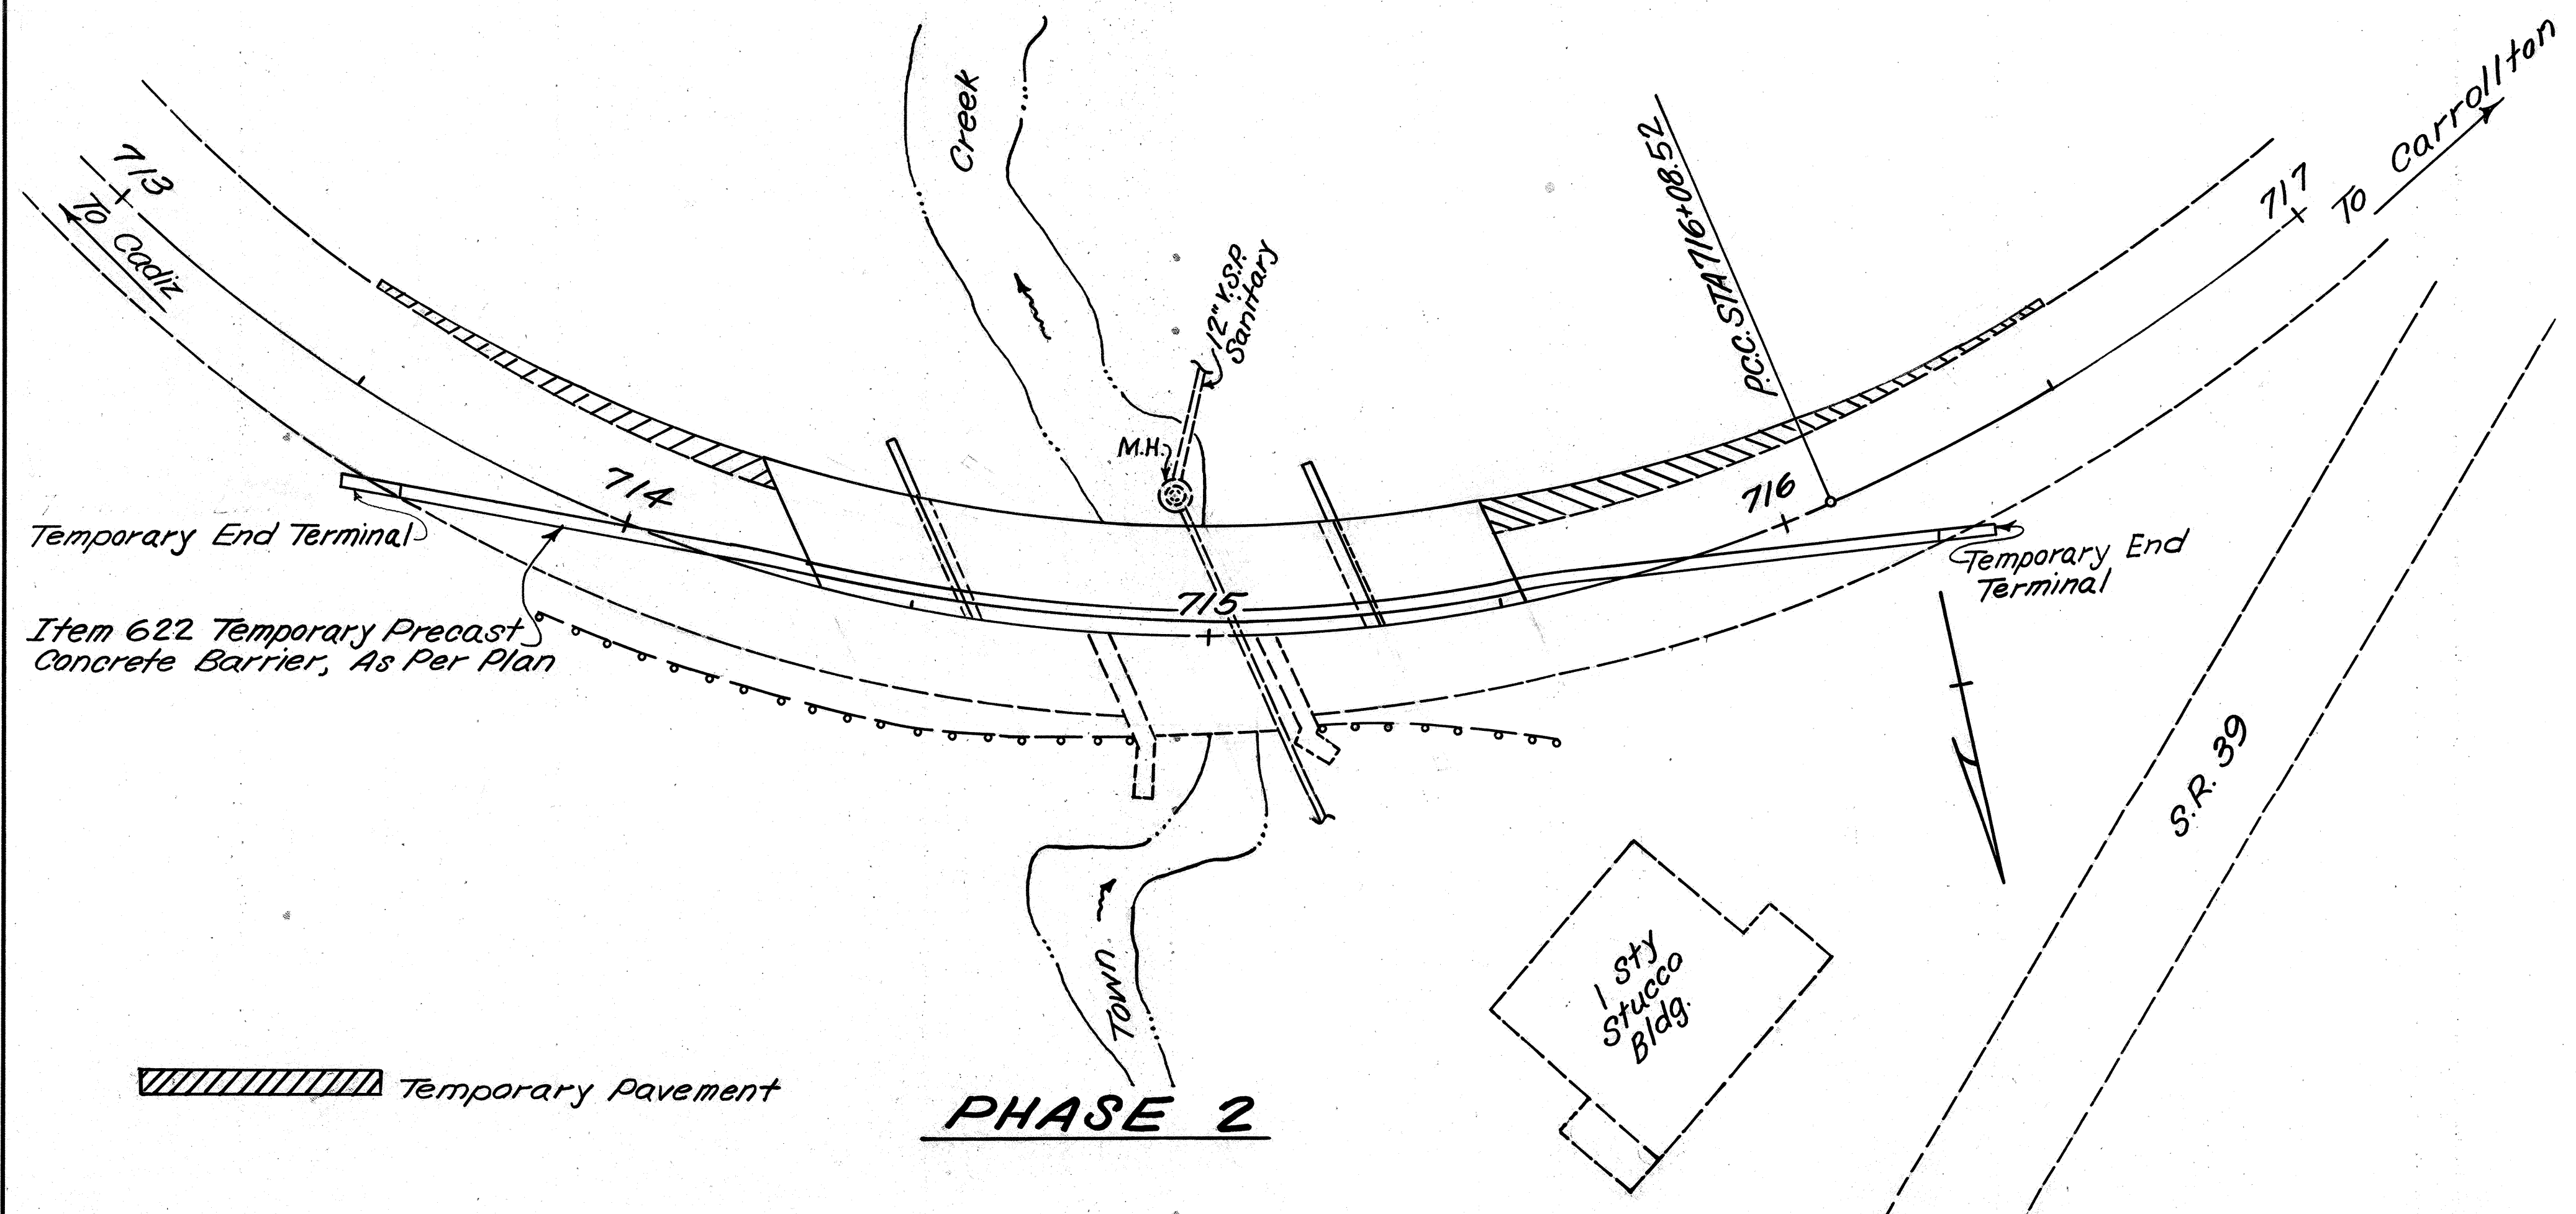 713
To Cadiz
Creek
12" V.S.P.
Sanitary
M.H.
P.C.C. STA 716+08.52
717
To Carrollton
714
715
716
Temporary End Terminal
Item 622 Temporary Precast
Concrete Barrier, As Per Plan
Temporary End
Terminal
S.R. 39
Town
1 Sty
Stucco
Bldg.
Temporary Pavement
PHASE 2